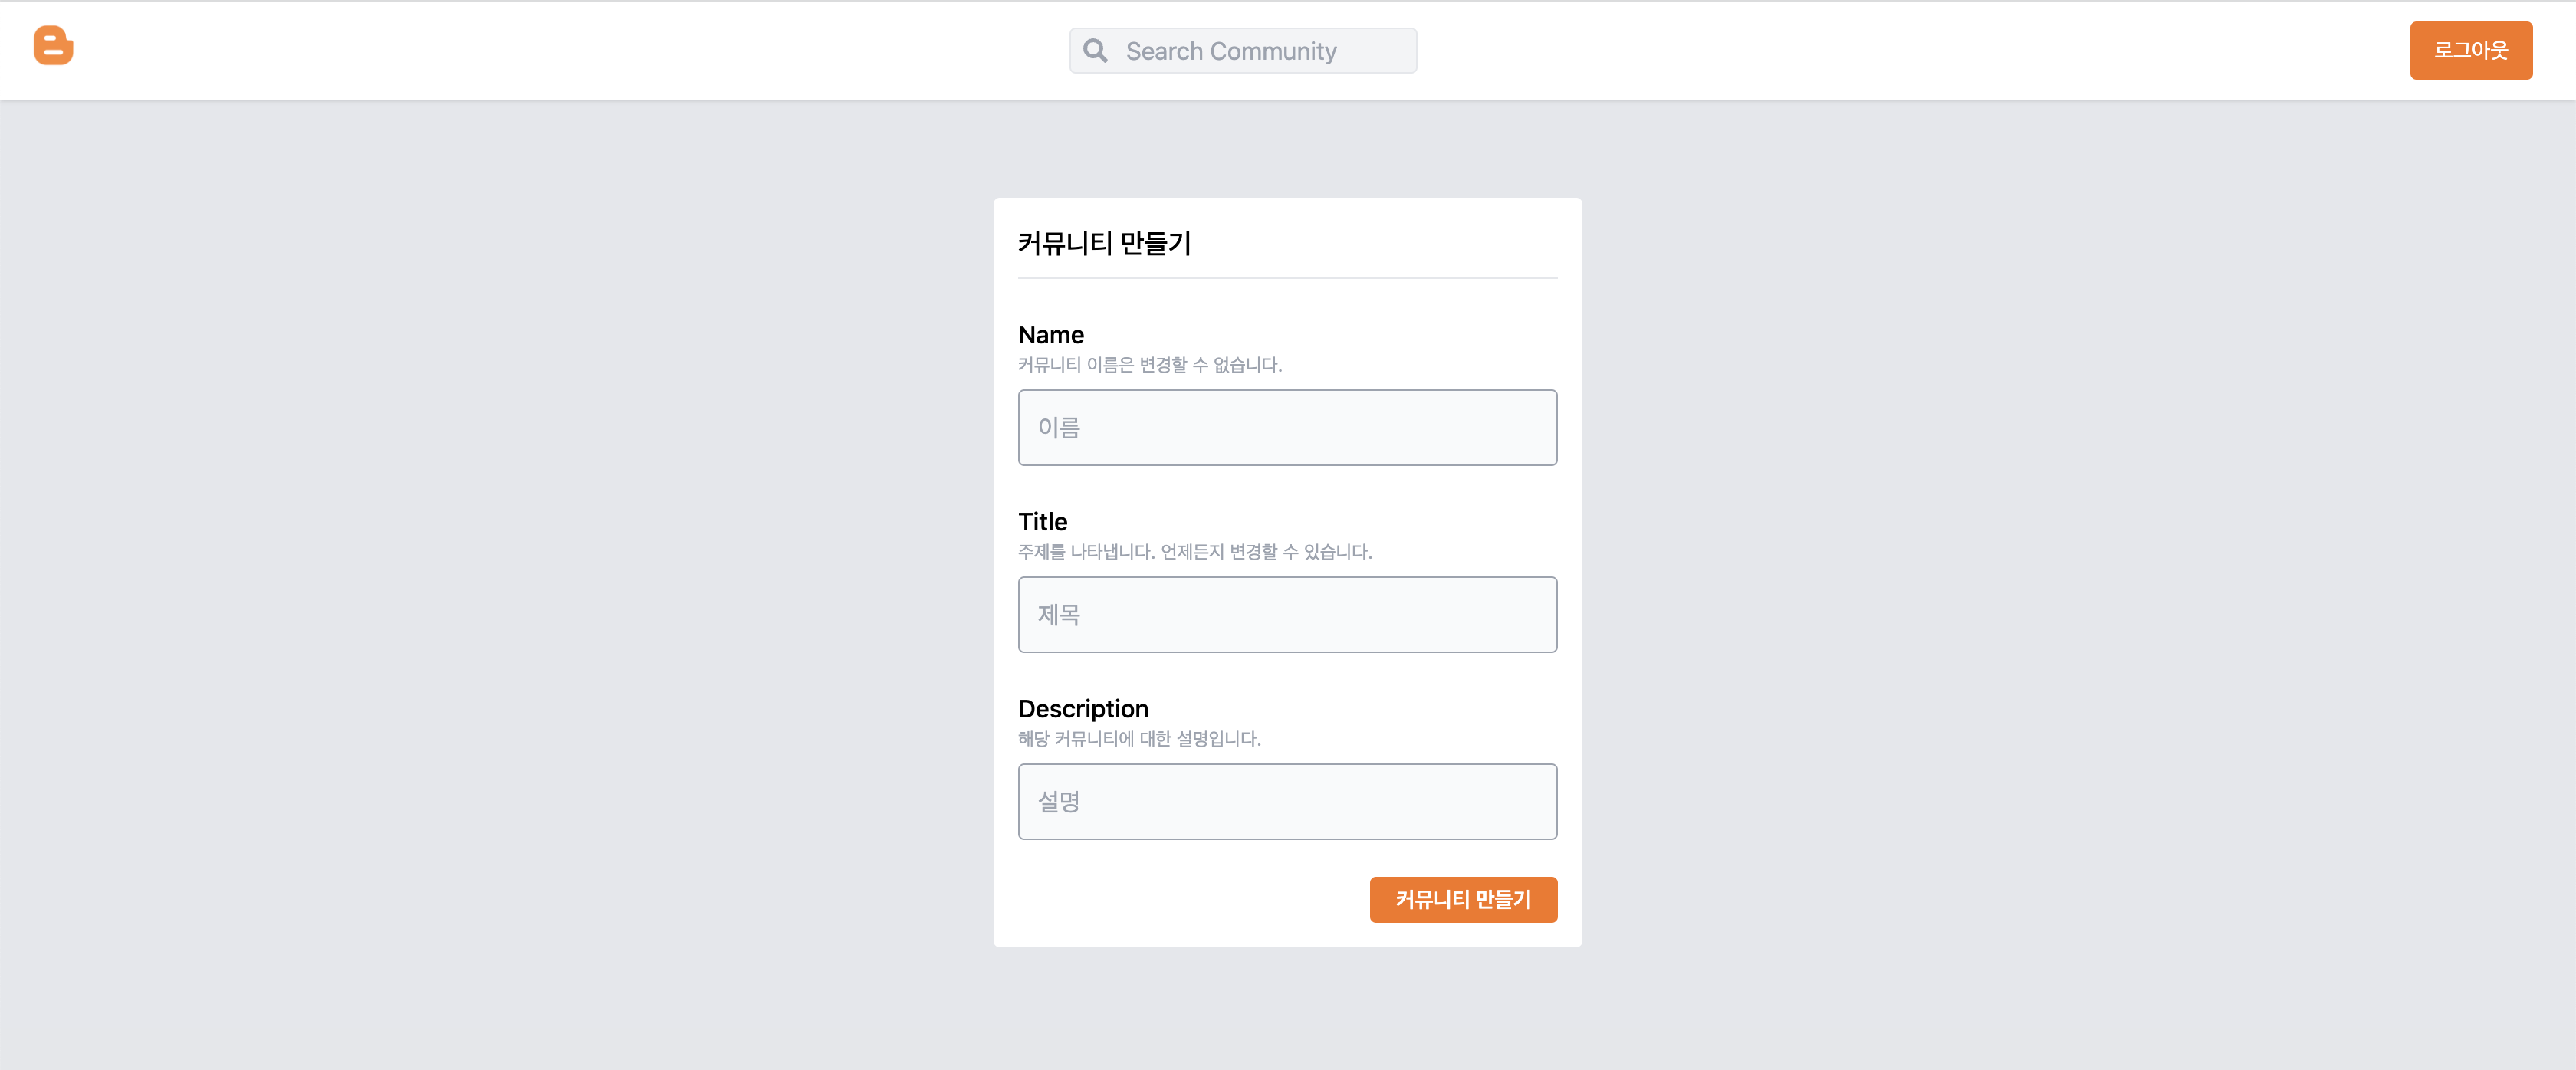 Search Community
로그아웃
커뮤니티 만들기
Name
커뮤니티 이름은 변경할 수 없습니다.
이름
Title
주제를 나타냅니다. 언제든지 변경할 수 있습니다.
제목
Description
해당 커뮤니티에 대한 설명입니다.
설명
커뮤니티 만들기